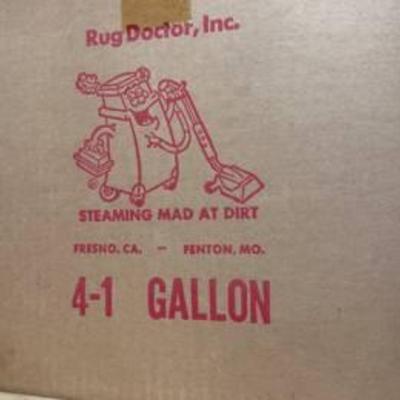 Rug Doctor, Inc.
STEAMING MAD AT DIRT
FRESNO, CA. - FENTON, MO.
4-1 GALLON